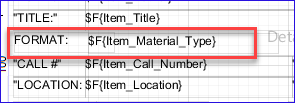 "TITLE:" $F{Item_Title}
FORMAT: $F{Item_Material_Type}
"CALL #" $F{Item_Call_Number}
"LOCATION: $F{Item_Location}